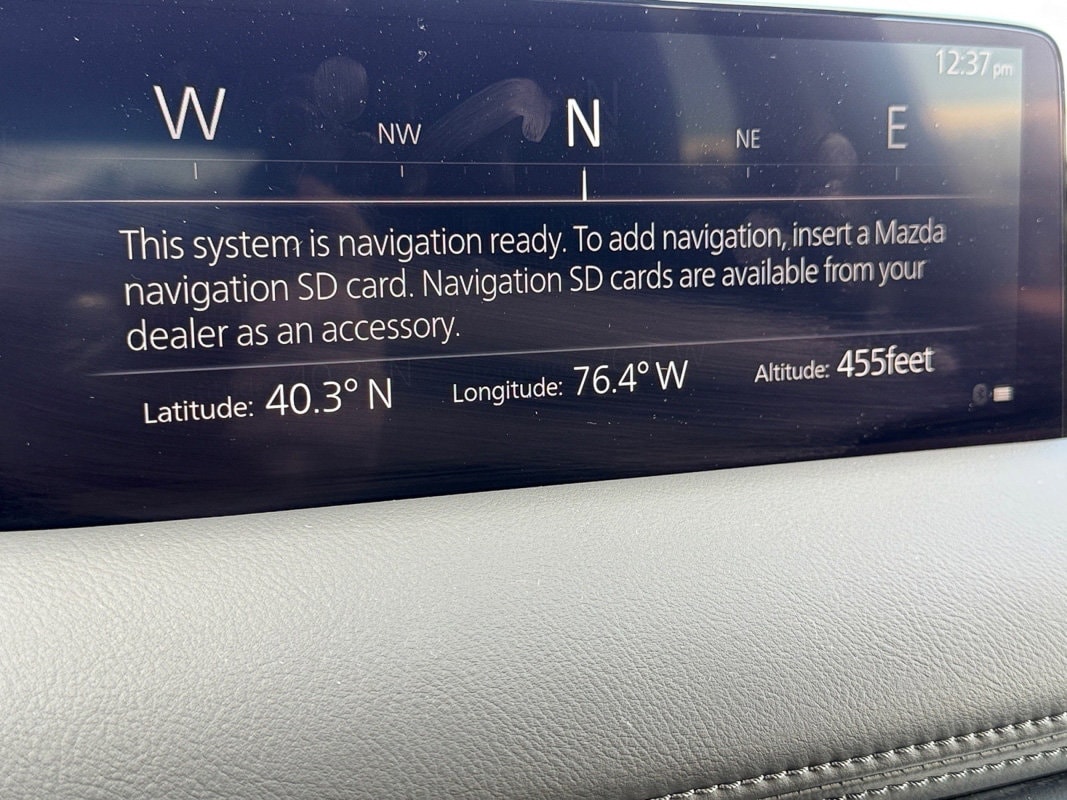 12:37 pm
W NW N NE E
This system is navigation ready. To add navigation, insert a Mazda
navigation SD card. Navigation SD cards are available from your
dealer as an accessory.
Latitude: 40.3° N Longitude: 76.4° W Altitude: 455feet